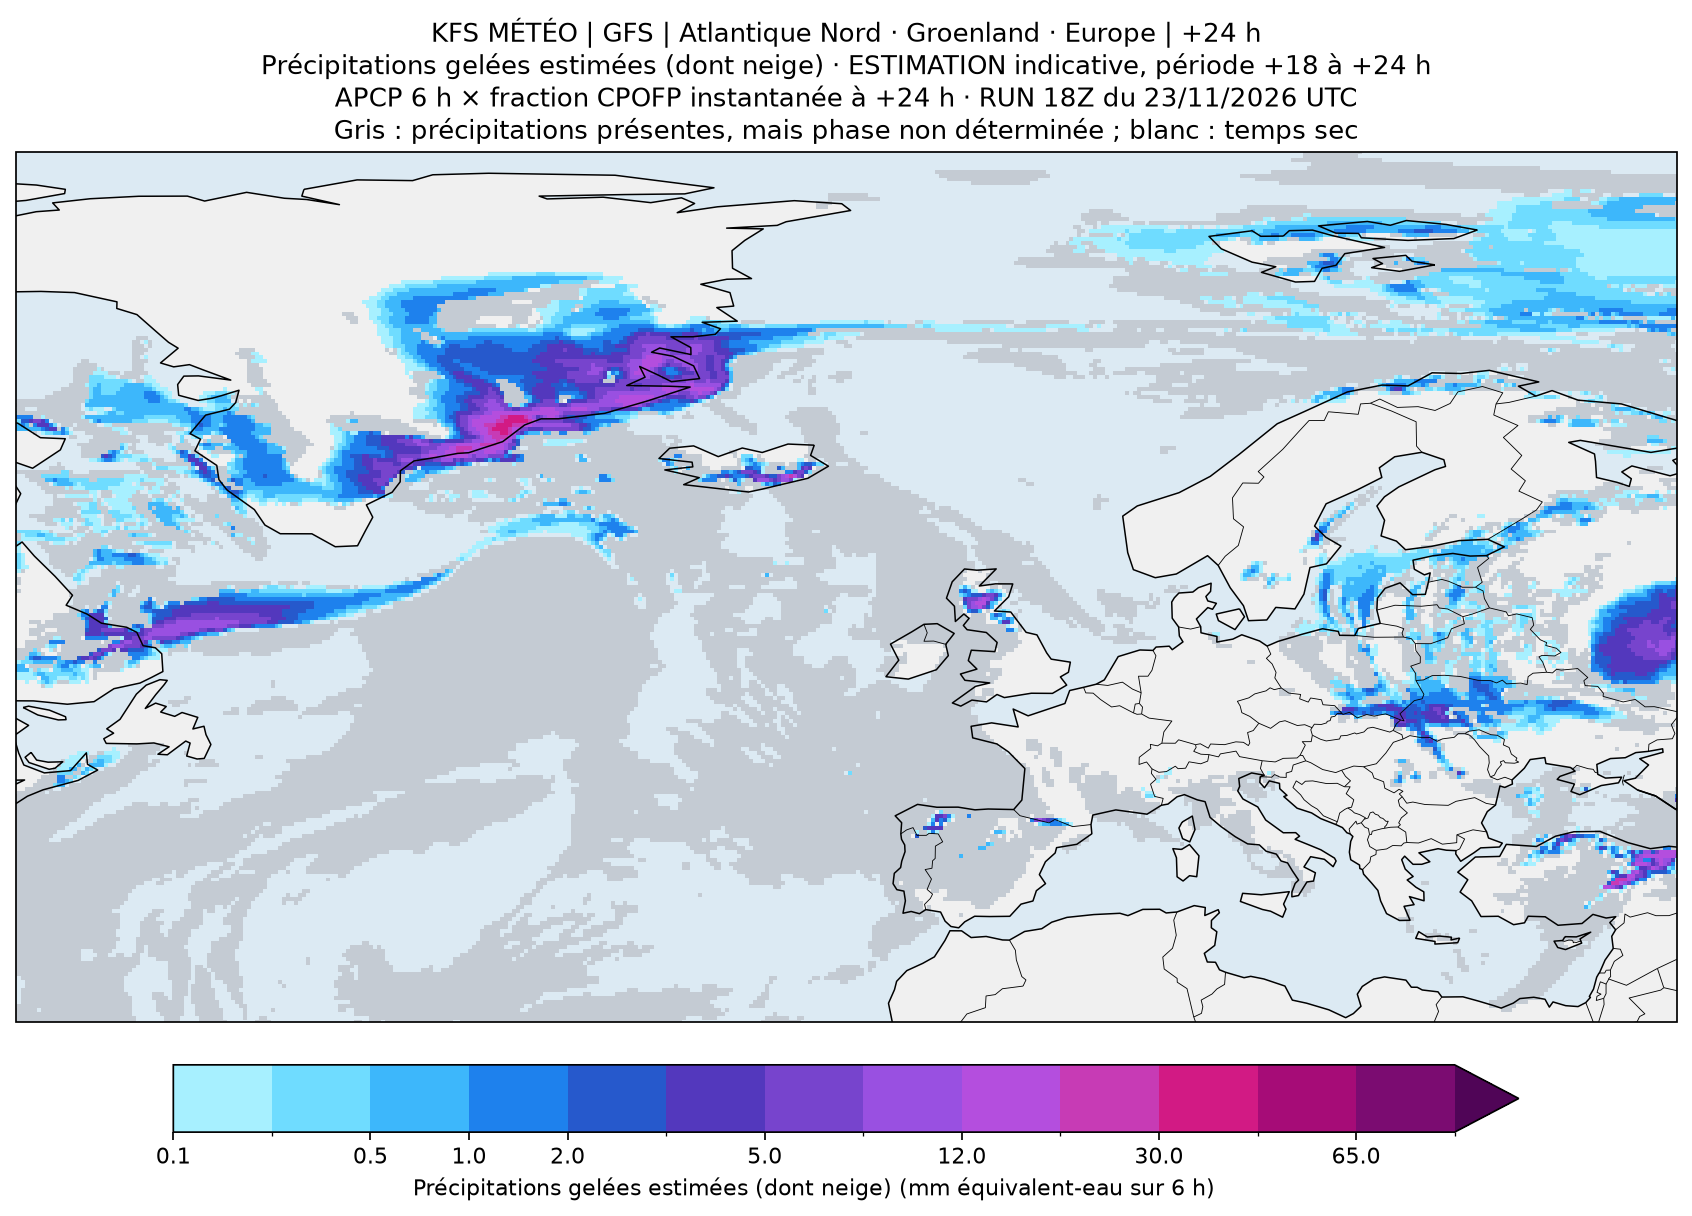 KFS MÉTÉO | GFS | Atlantique Nord · Groenland · Europe | +24 h
Précipitations gelées estimées (dont neige) · ESTIMATION indicative, période +18 à +24 h
APCP 6 h × fraction CPOFP instantanée à +24 h · RUN 18Z du 23/11/2026 UTC
Gris : précipitations présentes, mais phase non déterminée ; blanc : temps sec
0.1 0.5 1.0 2.0 5.0 12.0 30.0 65.0
Précipitations gelées estimées (dont neige) (mm équivalent-eau sur 6 h)